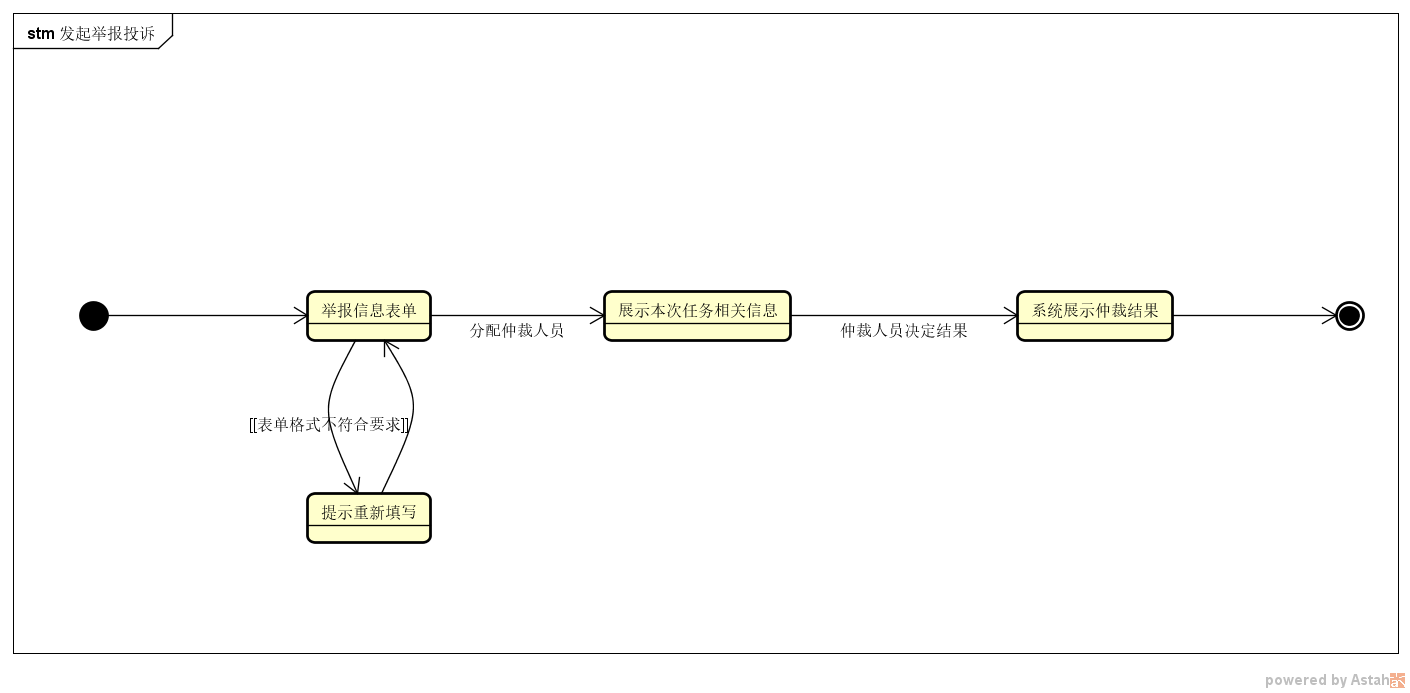 stm 发起举报投诉
举报信息表单
分配仲裁人员
展示本次任务相关信息
仲裁人员决定结果
系统展示仲裁结果
[[表单格式不符合要求]]
提示重新填写
powered by Astah